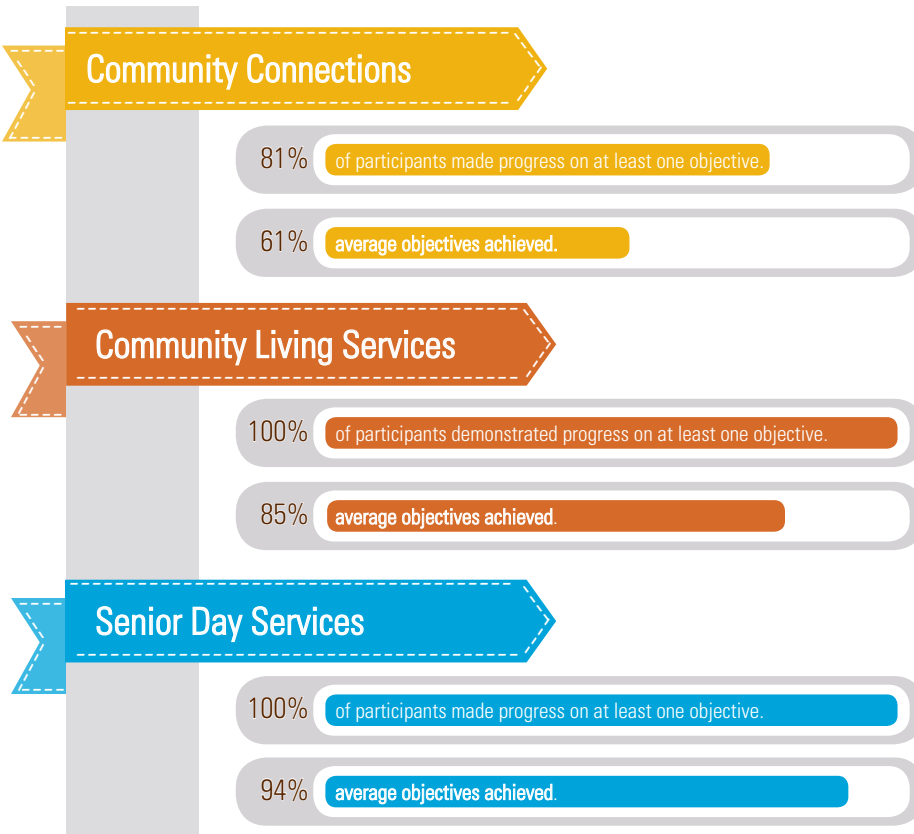 Community Connections
81% of participants made progress on at least one objective.
61% average objectives achieved.
Community Living Services
100% of participants demonstrated progress on at least one objective.
85% average objectives achieved.
Senior Day Services
100% of participants made progress on at least one objective.
94% average objectives achieved.